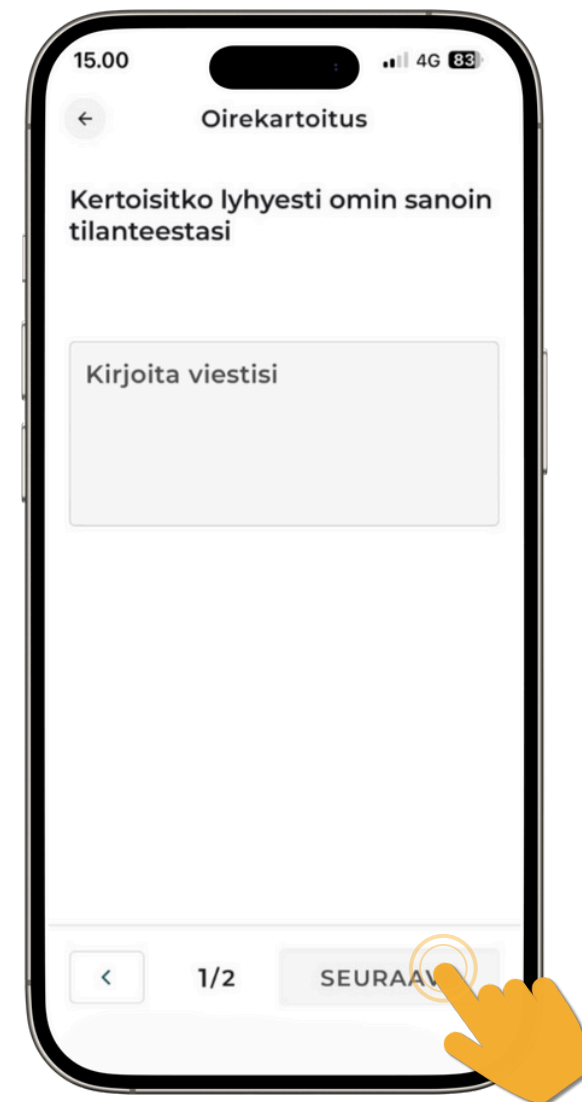 15.00 4G 83
Oirekartoitus
Kertoisitko lyhyesti omin sanoin
tilanteestasi
Kirjoita viestisi
1/2